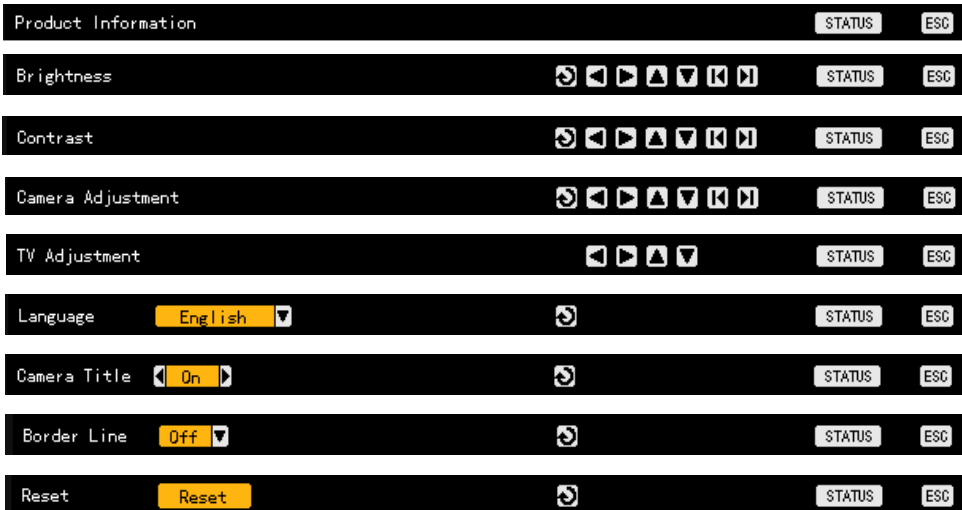 Product Information STATUS ESC
Brightness STATUS ESC
Contrast STATUS ESC
Camera Adjustment STATUS ESC
TV Adjustment STATUS ESC
Language English STATUS ESC
Camera Title On STATUS ESC
Border Line Off STATUS ESC
Reset Reset STATUS ESC